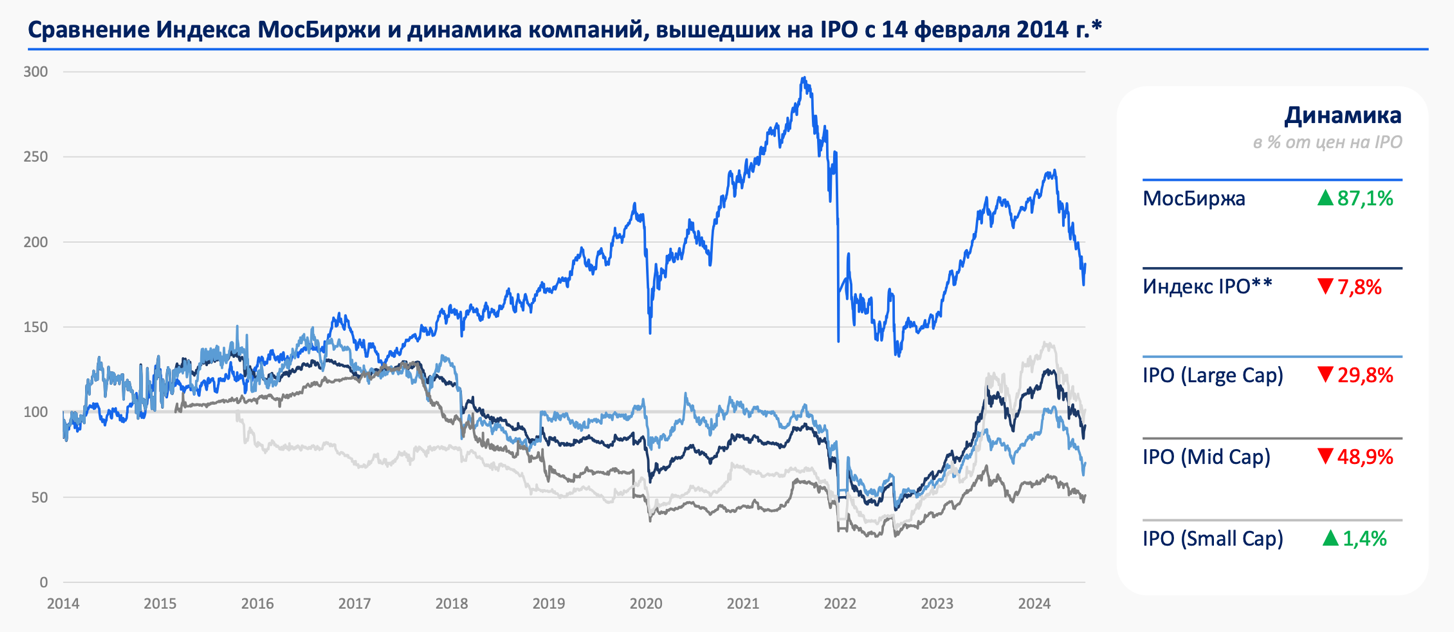 Сравнение Индекса МосБиржи и динамика компаний, вышедших на IPO с 14 февраля 2014 г.*
300
250
200
150
100
50
0
2014 2015 2016 2017 2018 2019 2020 2021 2022 2023 2024
Динамика
в % от цен на IPO
МосБиржа ▲87,1%
Индекс IPO** ▼7,8%
IPO (Large Cap) ▼29,8%
IPO (Mid Cap) ▼48,9%
IPO (Small Cap) ▲1,4%